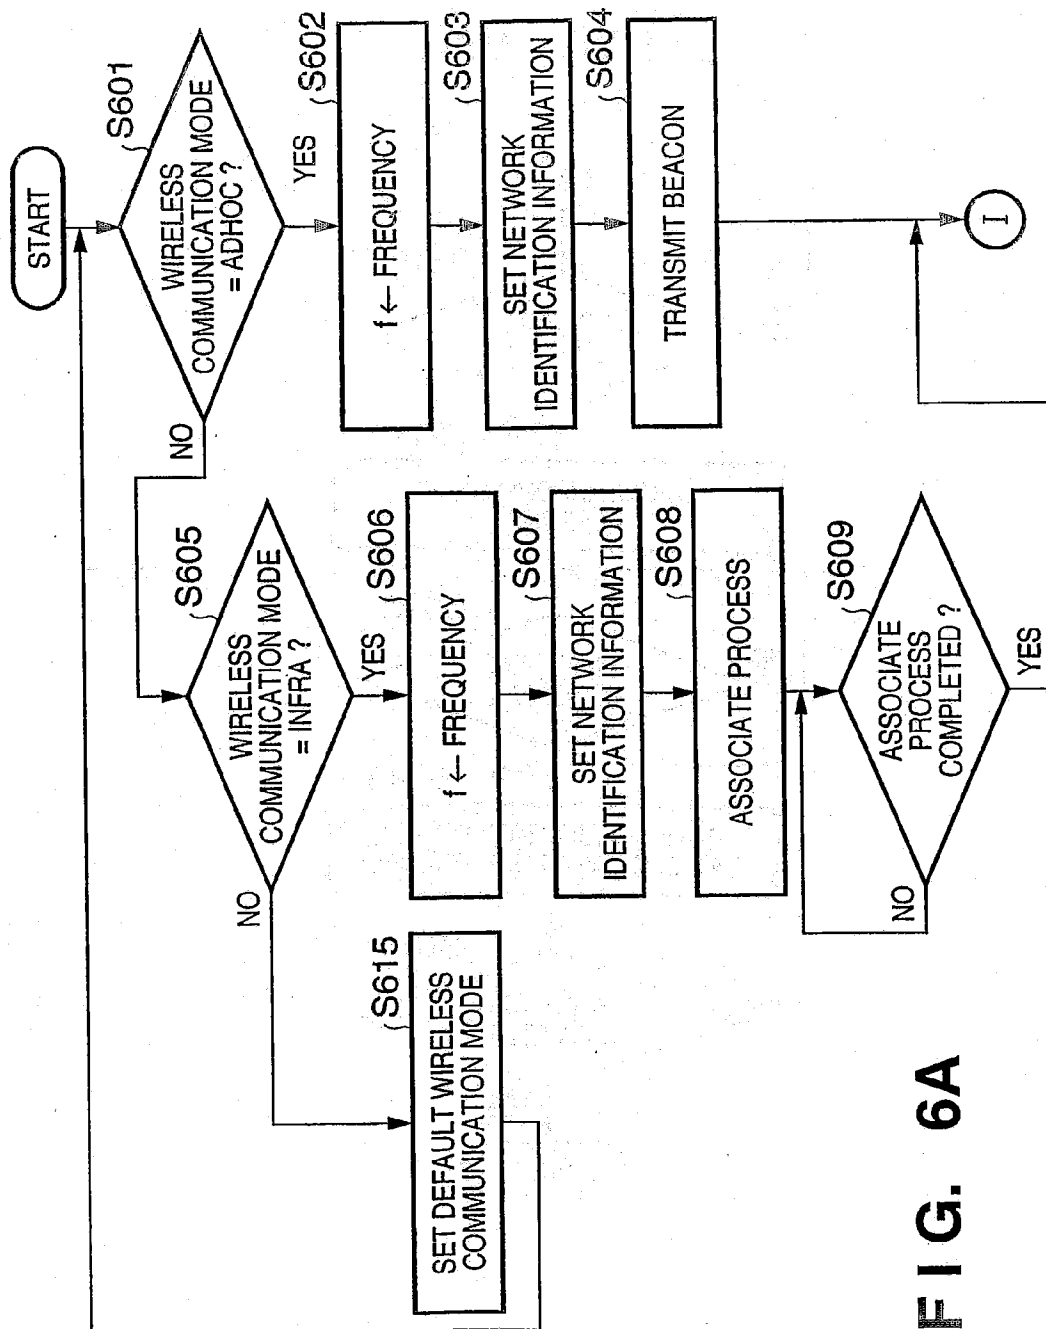 START
S601
WIRELESS
COMMUNICATION MODE
= ADHOC ?
YES
NO
S602
f ← FREQUENCY
S603
SET NETWORK
IDENTIFICATION INFORMATION
S604
TRANSMIT BEACON
I
S605
WIRELESS
COMMUNICATION MODE
= INFRA ?
YES
NO
S606
f ← FREQUENCY
S607
SET NETWORK
IDENTIFICATION INFORMATION
S608
ASSOCIATE PROCESS
S609
ASSOCIATE
PROCESS
COMPLETED ?
NO
YES
S615
SET DEFAULT WIRELESS
COMMUNICATION MODE
FIG. 6A